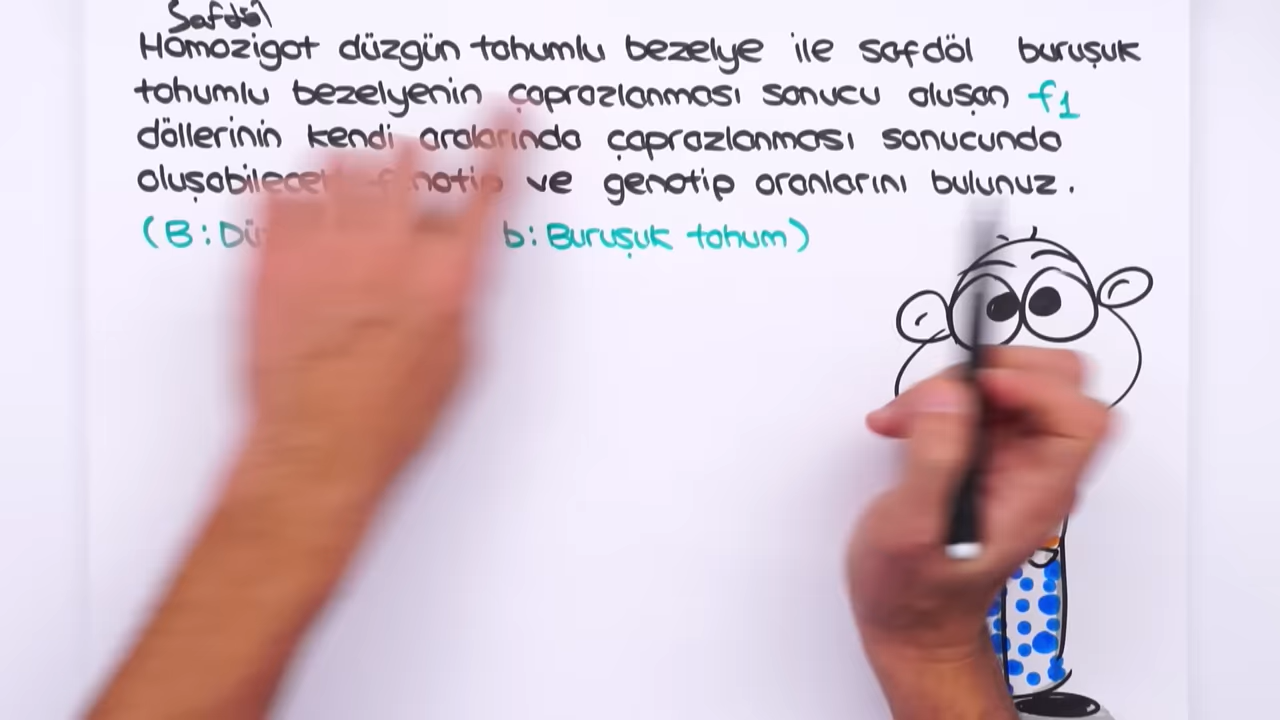 Safdöl
Homozigot düzgün tohumlu bezelye ile safdöl buruşuk
tohumlu bezelyenin çaprazlanması sonucu oluşan f1
döllerinin kendi aralarında çaprazlanması sonucunda
ve genotip oranlarını bulunuz.
(B: b: Buruşuk tohum)